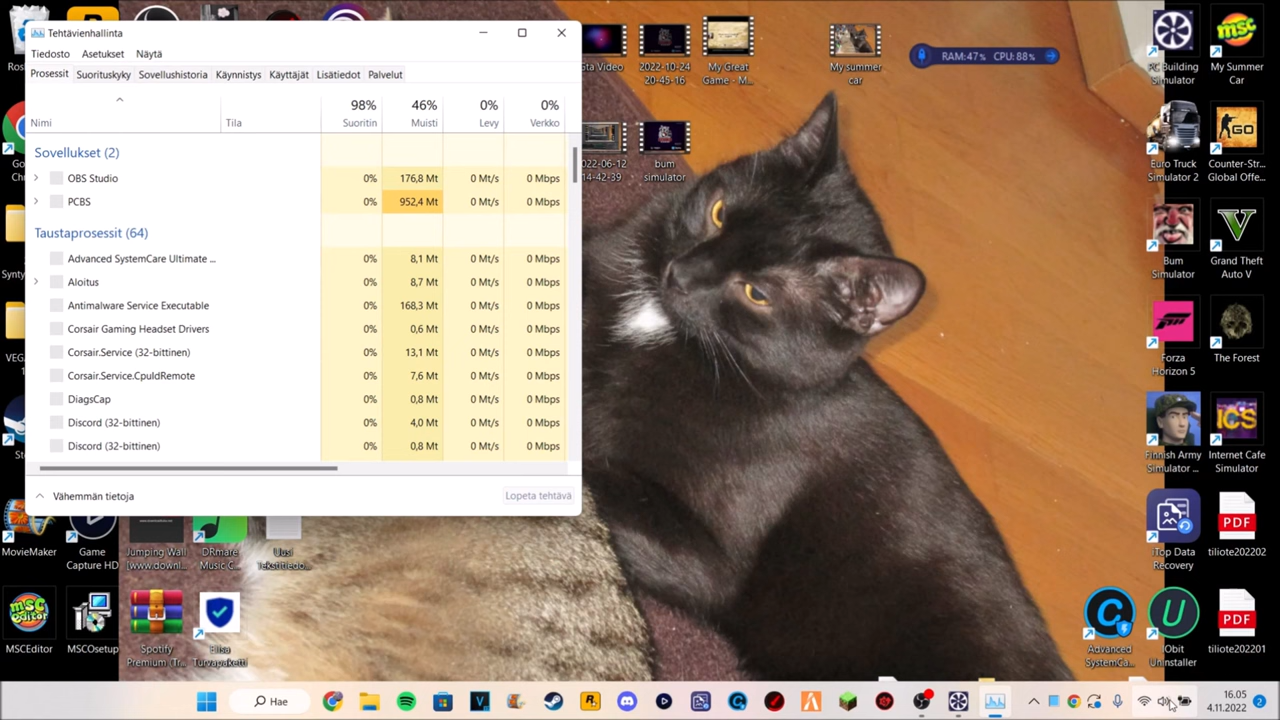 Tehtävienhallinta
Tiedosto Asetukset Näytä
Prosessit Suorituskyky Sovellushistoria Käynnistys Käyttäjät Lisätiedot Palvelut
98% 46% 0% 0%
Nimi Tila Suoritin Muisti Levy Verkko
Sovellukset (2)
OBS Studio 0% 176,8 Mt 0 Mt/s 0 Mbps
PCBS 0% 952,4 Mt 0 Mt/s 0 Mbps
Taustaprosessit (64)
Advanced SystemCare Ultimate ... 0% 8,1 Mt 0 Mt/s 0 Mbps
Aloitus 0% 8,7 Mt 0 Mt/s 0 Mbps
Antimalware Service Executable 0% 168,3 Mt 0 Mt/s 0 Mbps
Corsair Gaming Headset Drivers 0% 0,6 Mt 0 Mt/s 0 Mbps
Corsair.Service (32-bittinen) 0% 13,1 Mt 0 Mt/s 0 Mbps
Corsair.Service.CpuIdRemote 0% 7,6 Mt 0 Mt/s 0 Mbps
DiagsCap 0% 0,8 Mt 0 Mt/s 0 Mbps
Discord (32-bittinen) 0% 4,0 Mt 0 Mt/s 0 Mbps
Discord (32-bittinen) 0% 0,8 Mt 0 Mt/s 0 Mbps
Vähemmän tietoja Lopeta tehtävä
Video
2022-10-24
20-45-16
My Great
Game - M...
My summer
car
RAM:47% CPU:88%
14-42-39
bum
simulator
PC Building
Simulator
msc
My Summer
Car
Euro Truck
Simulator 2
GO
Counter-Str...
Global Offe...
Bum
Simulator
V
Grand Theft
Auto V
Forza
Horizon 5
The Forest
Finnish Army
Simulator ...
ICS
Internet Cafe
Simulator
iTop Data
Recovery
PDF
tiliote202202
Advanced
SystemCa...
IObit
Uninstaller
PDF
tiliote202201
MovieMaker
Game
Capture HD
Jumping Wall
[www.downl...
DRmare
Music C...
Uusi
Tekstitiedo...
msc
editor
MSCEditor
MSCOsetup
Spotify
Premium (Tr...
Elisa
Turvapaketti
Hae
16.05
4.11.2022
2